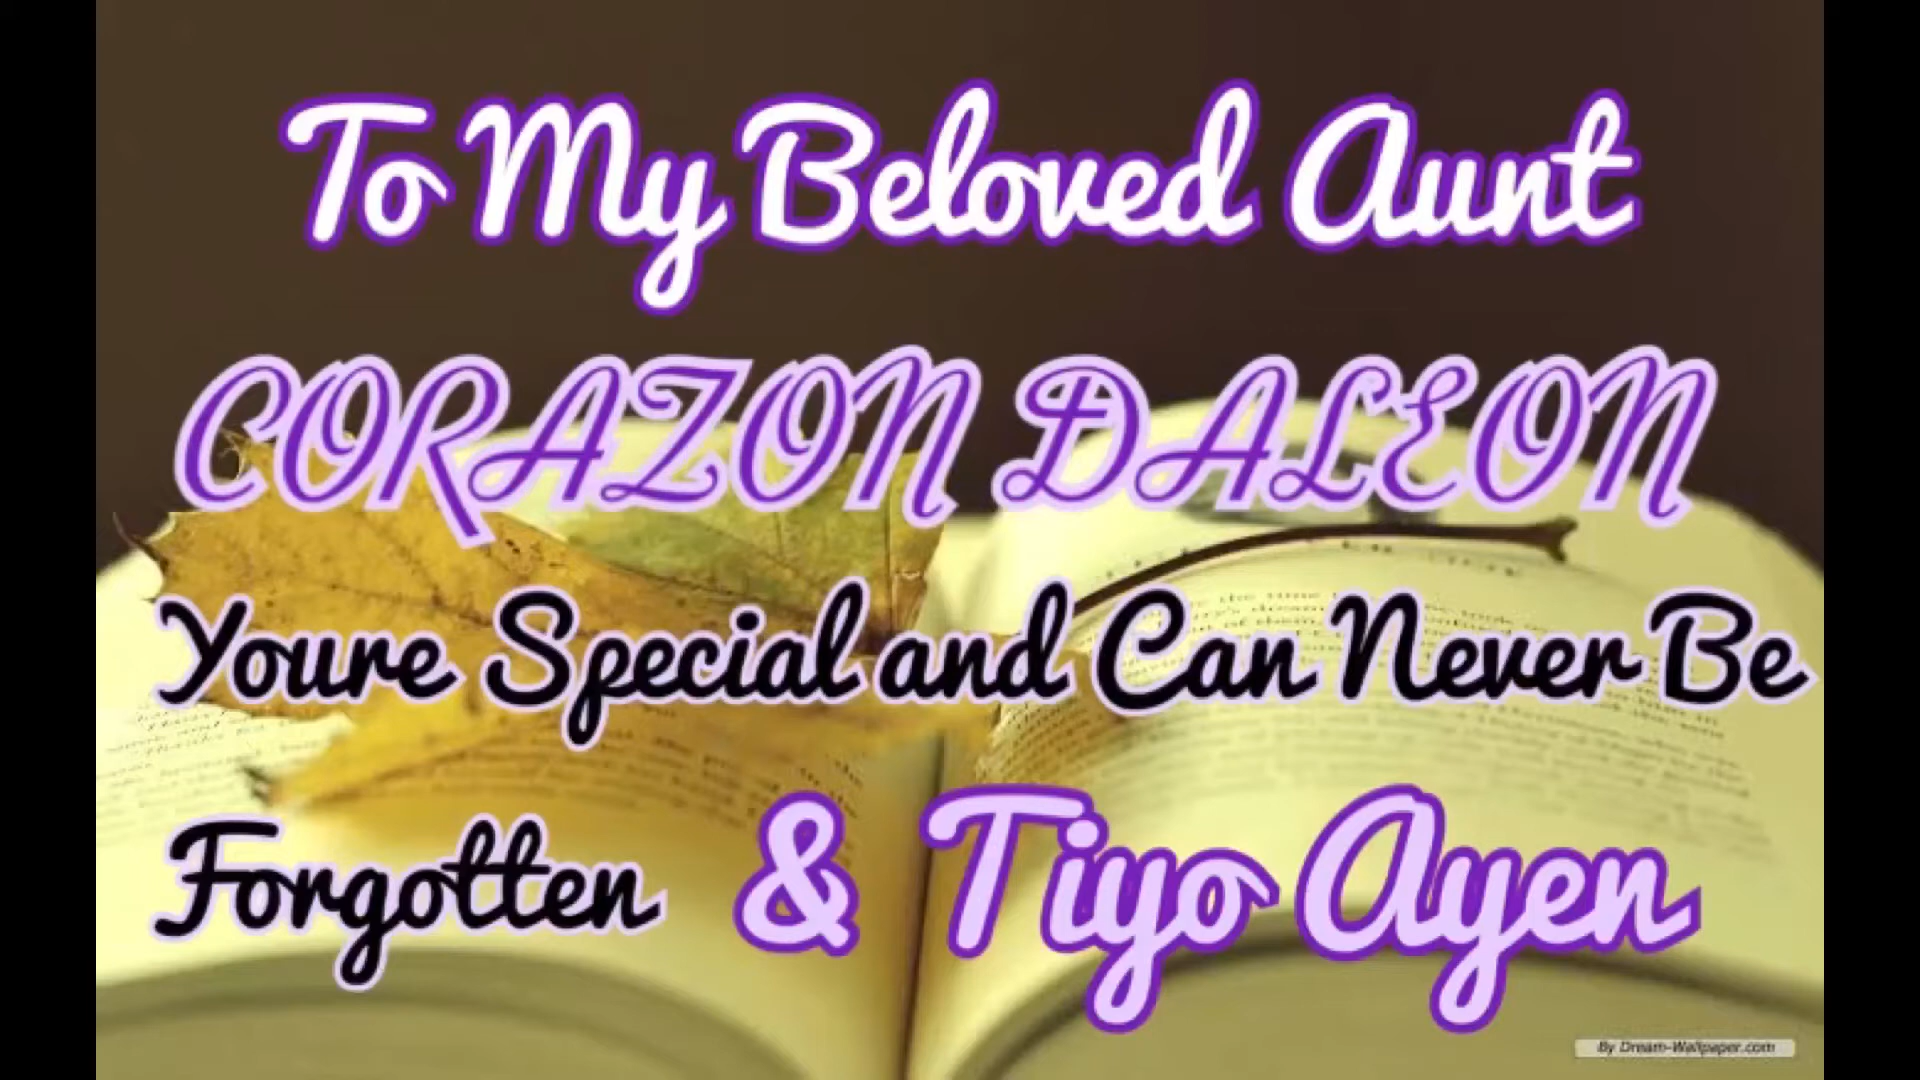 To My Beloved Aunt
CORAZON DALEON
Youre Special and Can Never Be
Forgotten & Tiyo Ayen
By Dream-Wallpaper.com